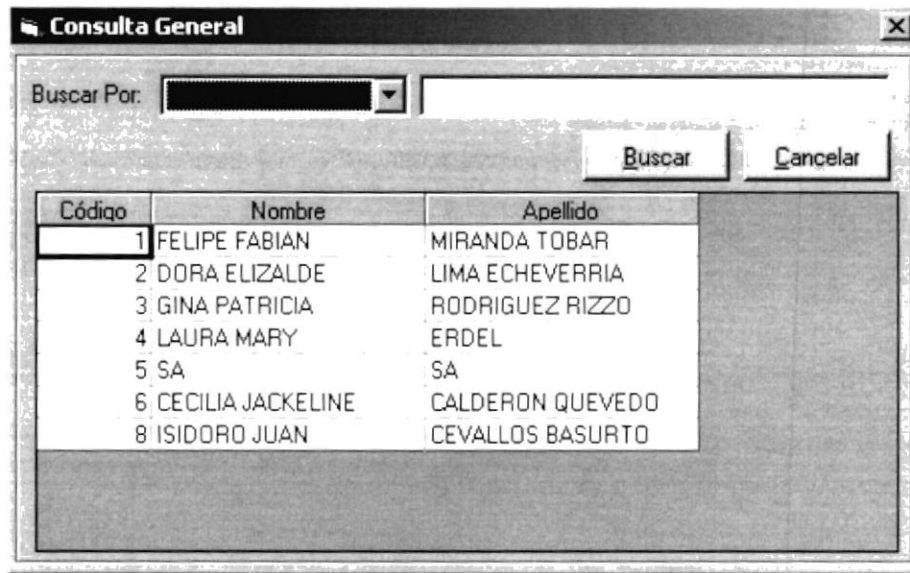 Consulta General
Buscar Por:
Buscar Cancelar
Código Nombre Apellido
1 FELIPE FABIAN MIRANDA TOBAR
2 DORA ELIZALDE LIMA ECHEVERRIA
3 GINA PATRICIA RODRIGUEZ RIZZO
4 LAURA MARY ERDEL
5 SA SA
6 CECILIA JACKELINE CALDERON QUEVEDO
8 ISIDORO JUAN CEVALLOS BASURTO